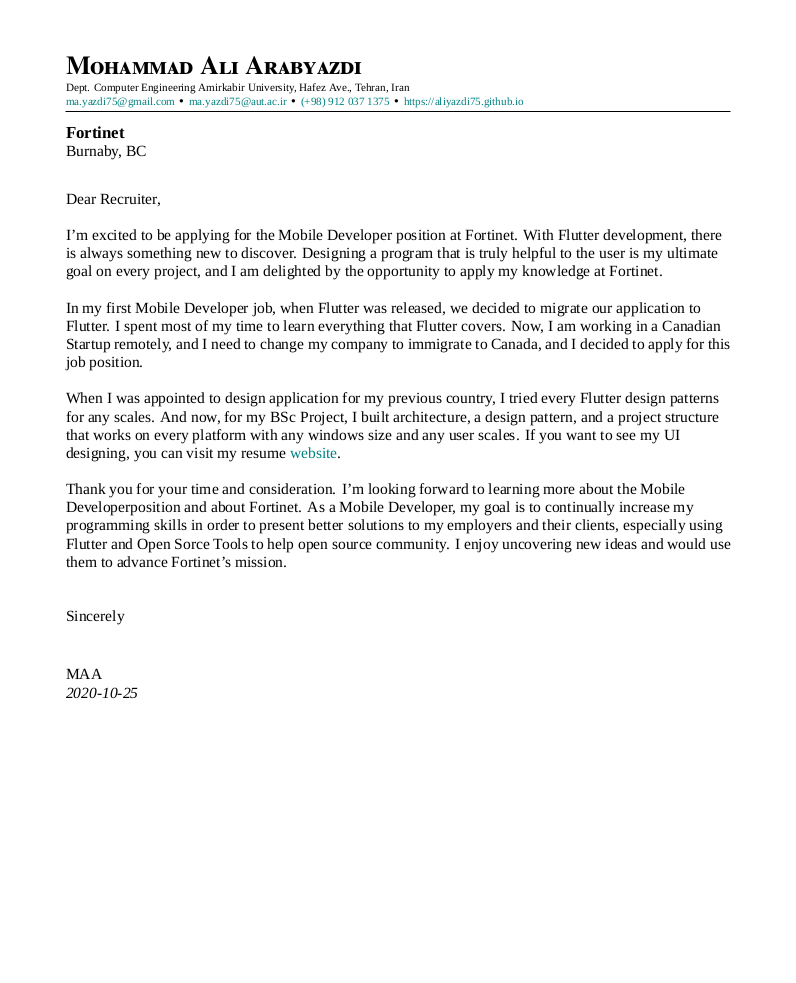 Mohammad Ali Arabyazdi
Dept. Computer Engineering Amirkabir University, Hafez Ave., Tehran, Iran
ma.yazdi75@gmail.com • ma.yazdi75@aut.ac.ir • (+98) 912 037 1375 • https://aliyazdi75.github.io
Fortinet
Burnaby, BC
Dear Recruiter,
I'm excited to be applying for the Mobile Developer position at Fortinet. With Flutter development, there
is always something new to discover. Designing a program that is truly helpful to the user is my ultimate
goal on every project, and I am delighted by the opportunity to apply my knowledge at Fortinet.
In my first Mobile Developer job, when Flutter was released, we decided to migrate our application to
Flutter. I spent most of my time to learn everything that Flutter covers. Now, I am working in a Canadian
Startup remotely, and I need to change my company to immigrate to Canada, and I decided to apply for this
job position.
When I was appointed to design application for my previous country, I tried every Flutter design patterns
for any scales. And now, for my BSc Project, I built architecture, a design pattern, and a project structure
that works on every platform with any windows size and any user scales. If you want to see my UI
designing, you can visit my resume website.
Thank you for your time and consideration. I'm looking forward to learning more about the Mobile
Developerposition and about Fortinet. As a Mobile Developer, my goal is to continually increase my
programming skills in order to present better solutions to my employers and their clients, especially using
Flutter and Open Sorce Tools to help open source community. I enjoy uncovering new ideas and would use
them to advance Fortinet's mission.
Sincerely
MAA
2020-10-25